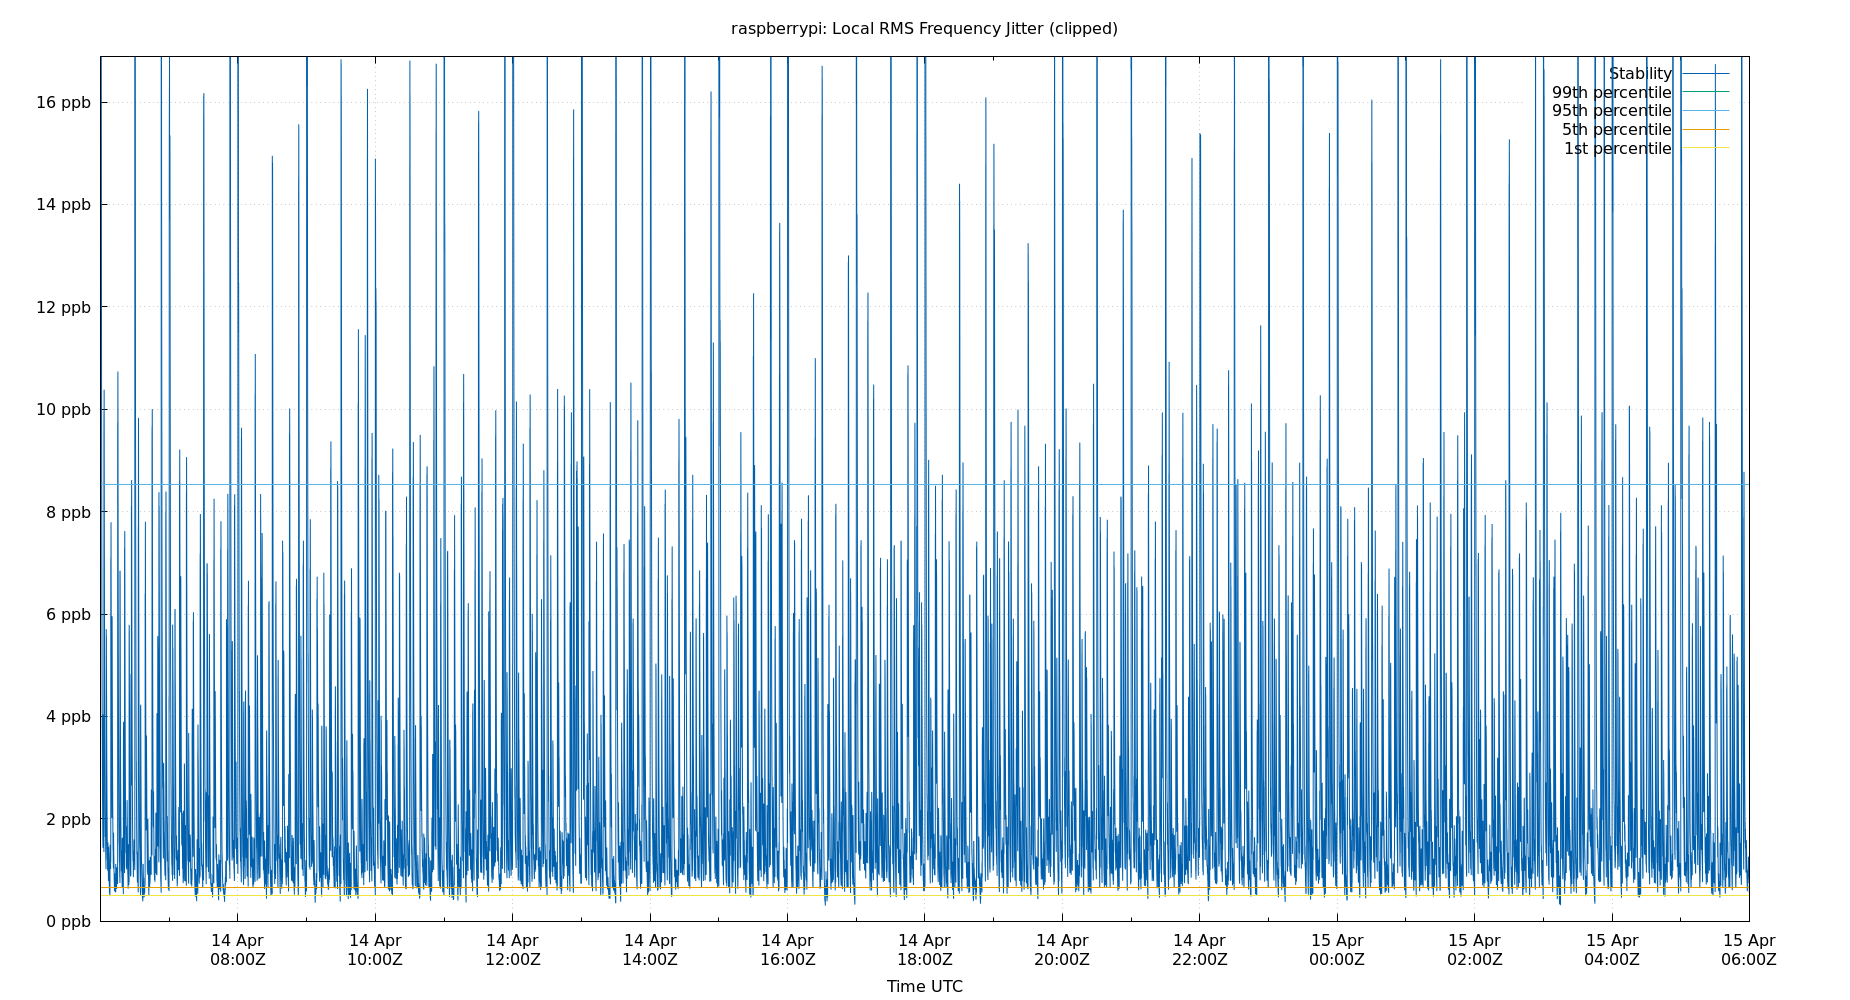 raspberrypi: Local RMS Frequency Jitter (clipped)
Stability
99th percentile
95th percentile
5th percentile
1st percentile
16 ppb
14 ppb
12 ppb
10 ppb
8 ppb
6 ppb
4 ppb
2 ppb
0 ppb
14 Apr 14 Apr 14 Apr 14 Apr 14 Apr 14 Apr 14 Apr 14 Apr 15 Apr 15 Apr 15 Apr 15 Apr
08:00Z 10:00Z 12:00Z 14:00Z 16:00Z 18:00Z 20:00Z 22:00Z 00:00Z 02:00Z 04:00Z 06:00Z
Time UTC